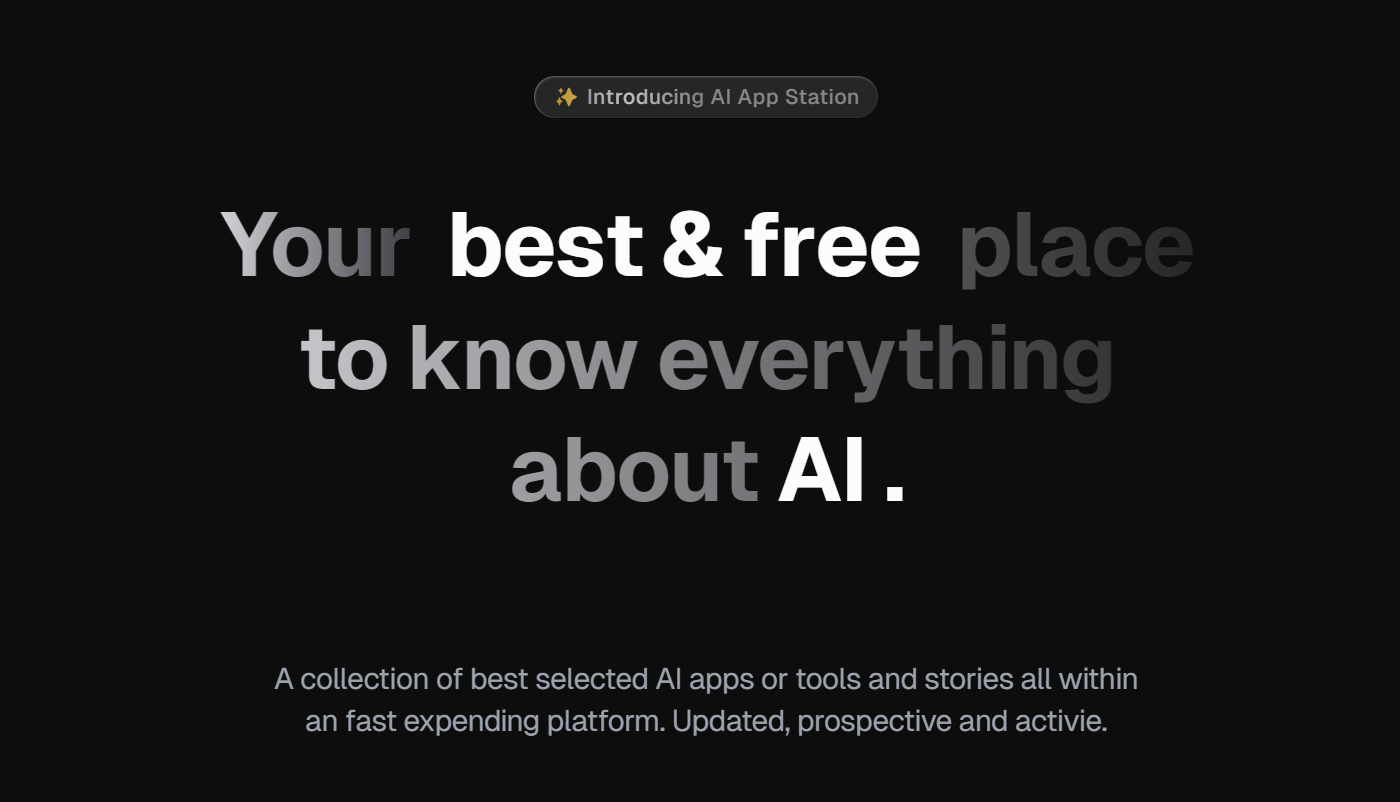 Introducing AI App Station
Your best & free place
to know everything
about AI .
A collection of best selected AI apps or tools and stories all within
an fast expending platform. Updated, prospective and activie.